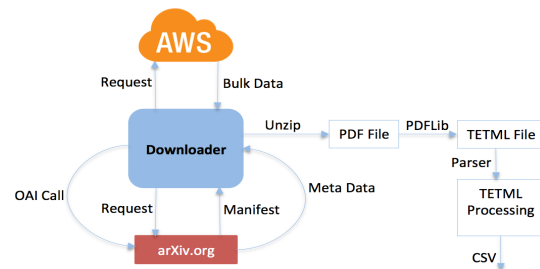 AWS
Request
Bulk Data
Unzip
PDF File
PDFLib
TETML File
Downloader
Parser
Meta Data
OAI Call
Request
Manifest
TETML
Processing
arXiv.org
CSV